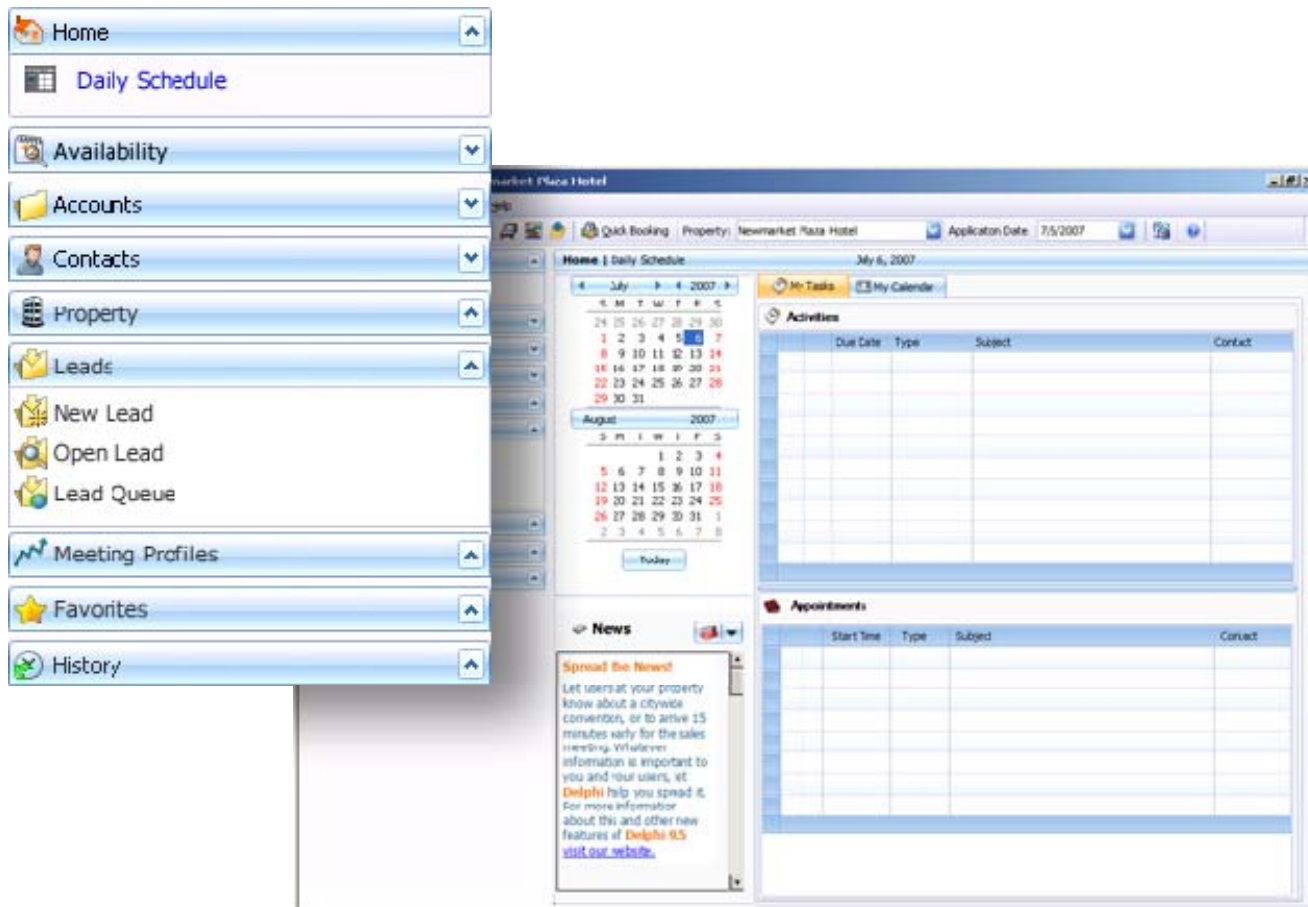 Home
Daily Schedule
Availability
Accounts
Contacts
Property
Leads
New Lead
Open Lead
Lead Queue
Meeting Profiles
Favorites
History
market Plaza Hotel
Help
Quick Booking Property: Newmarket Plaza Hotel Application Date 7/5/2007
Home | Daily Schedule July 6, 2007
July 2007
S M T W T F S
24 25 26 27 28 29 30
1 2 3 4 5 6 7
8 9 10 11 12 13 14
15 16 17 18 19 20 21
22 23 24 25 26 27 28
29 30 31
August 2007
S M T W T F S
1 2 3 4
5 6 7 8 9 10 11
12 13 14 15 16 17 18
19 20 21 22 23 24 25
26 27 28 29 30 31 1
2 3 4 5 6 7 8
Today
News
Spread the News!
Let users at your property
know about a citywide
convention, or to arrive 15
minutes early for the sales
meeting. Whatever
information is important to
you and your users, let
Delphi help you spread it.
For more information
about this and other new
features of Delphi 9.5
visit our website.
My Tasks My Calendar
Activities
Due Date Type Subject Contact
Appointments
Start Time Type Subject Contact